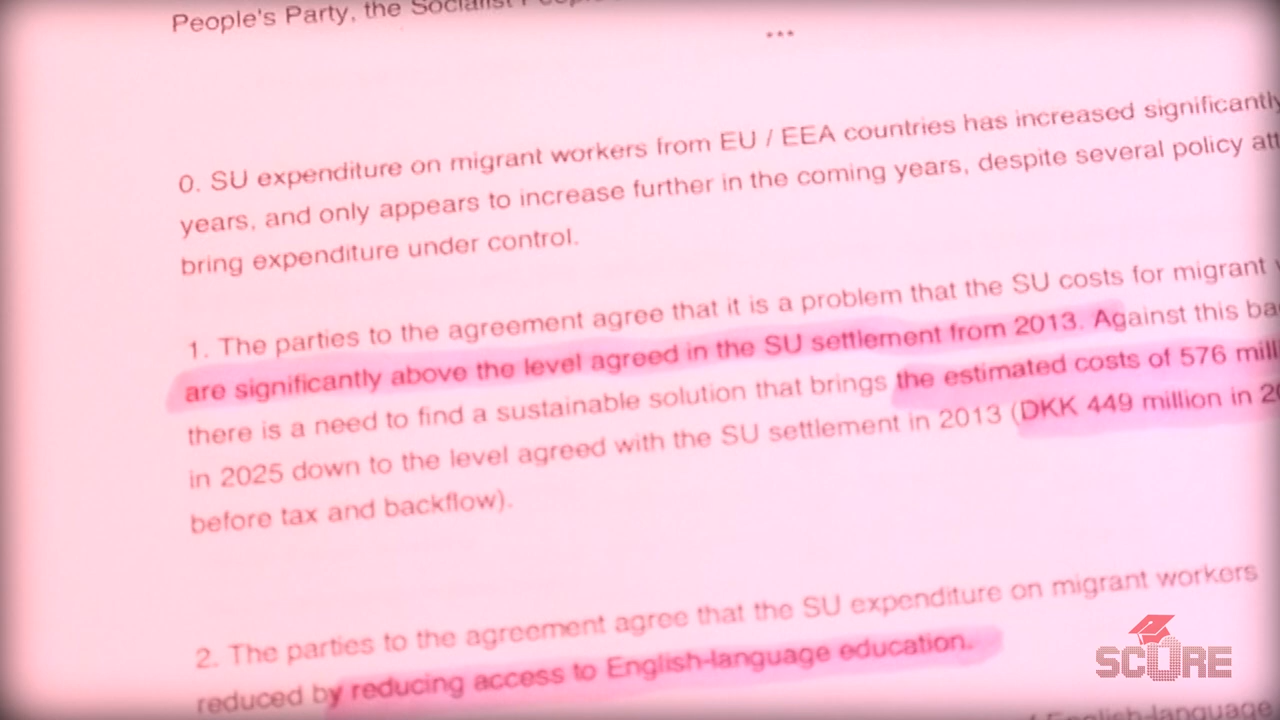 People's Party, the Socialist
***
0. SU expenditure on migrant workers from EU / EEA countries has increased significantly
years, and only appears to increase further in the coming years, despite several policy
bring expenditure under control.
1. The parties to the agreement agree that it is a problem that the SU costs for migrant
are significantly above the level agreed in the SU settlement from 2013. Against this
there is a need to find a sustainable solution that brings the estimated costs of 576
in 2025 down to the level agreed with the SU settlement in 2013 (DKK 449 million in
before tax and backflow).
2. The parties to the agreement agree that the SU expenditure on migrant workers
reduced by reducing access to English-language education.
English-language
SCORE